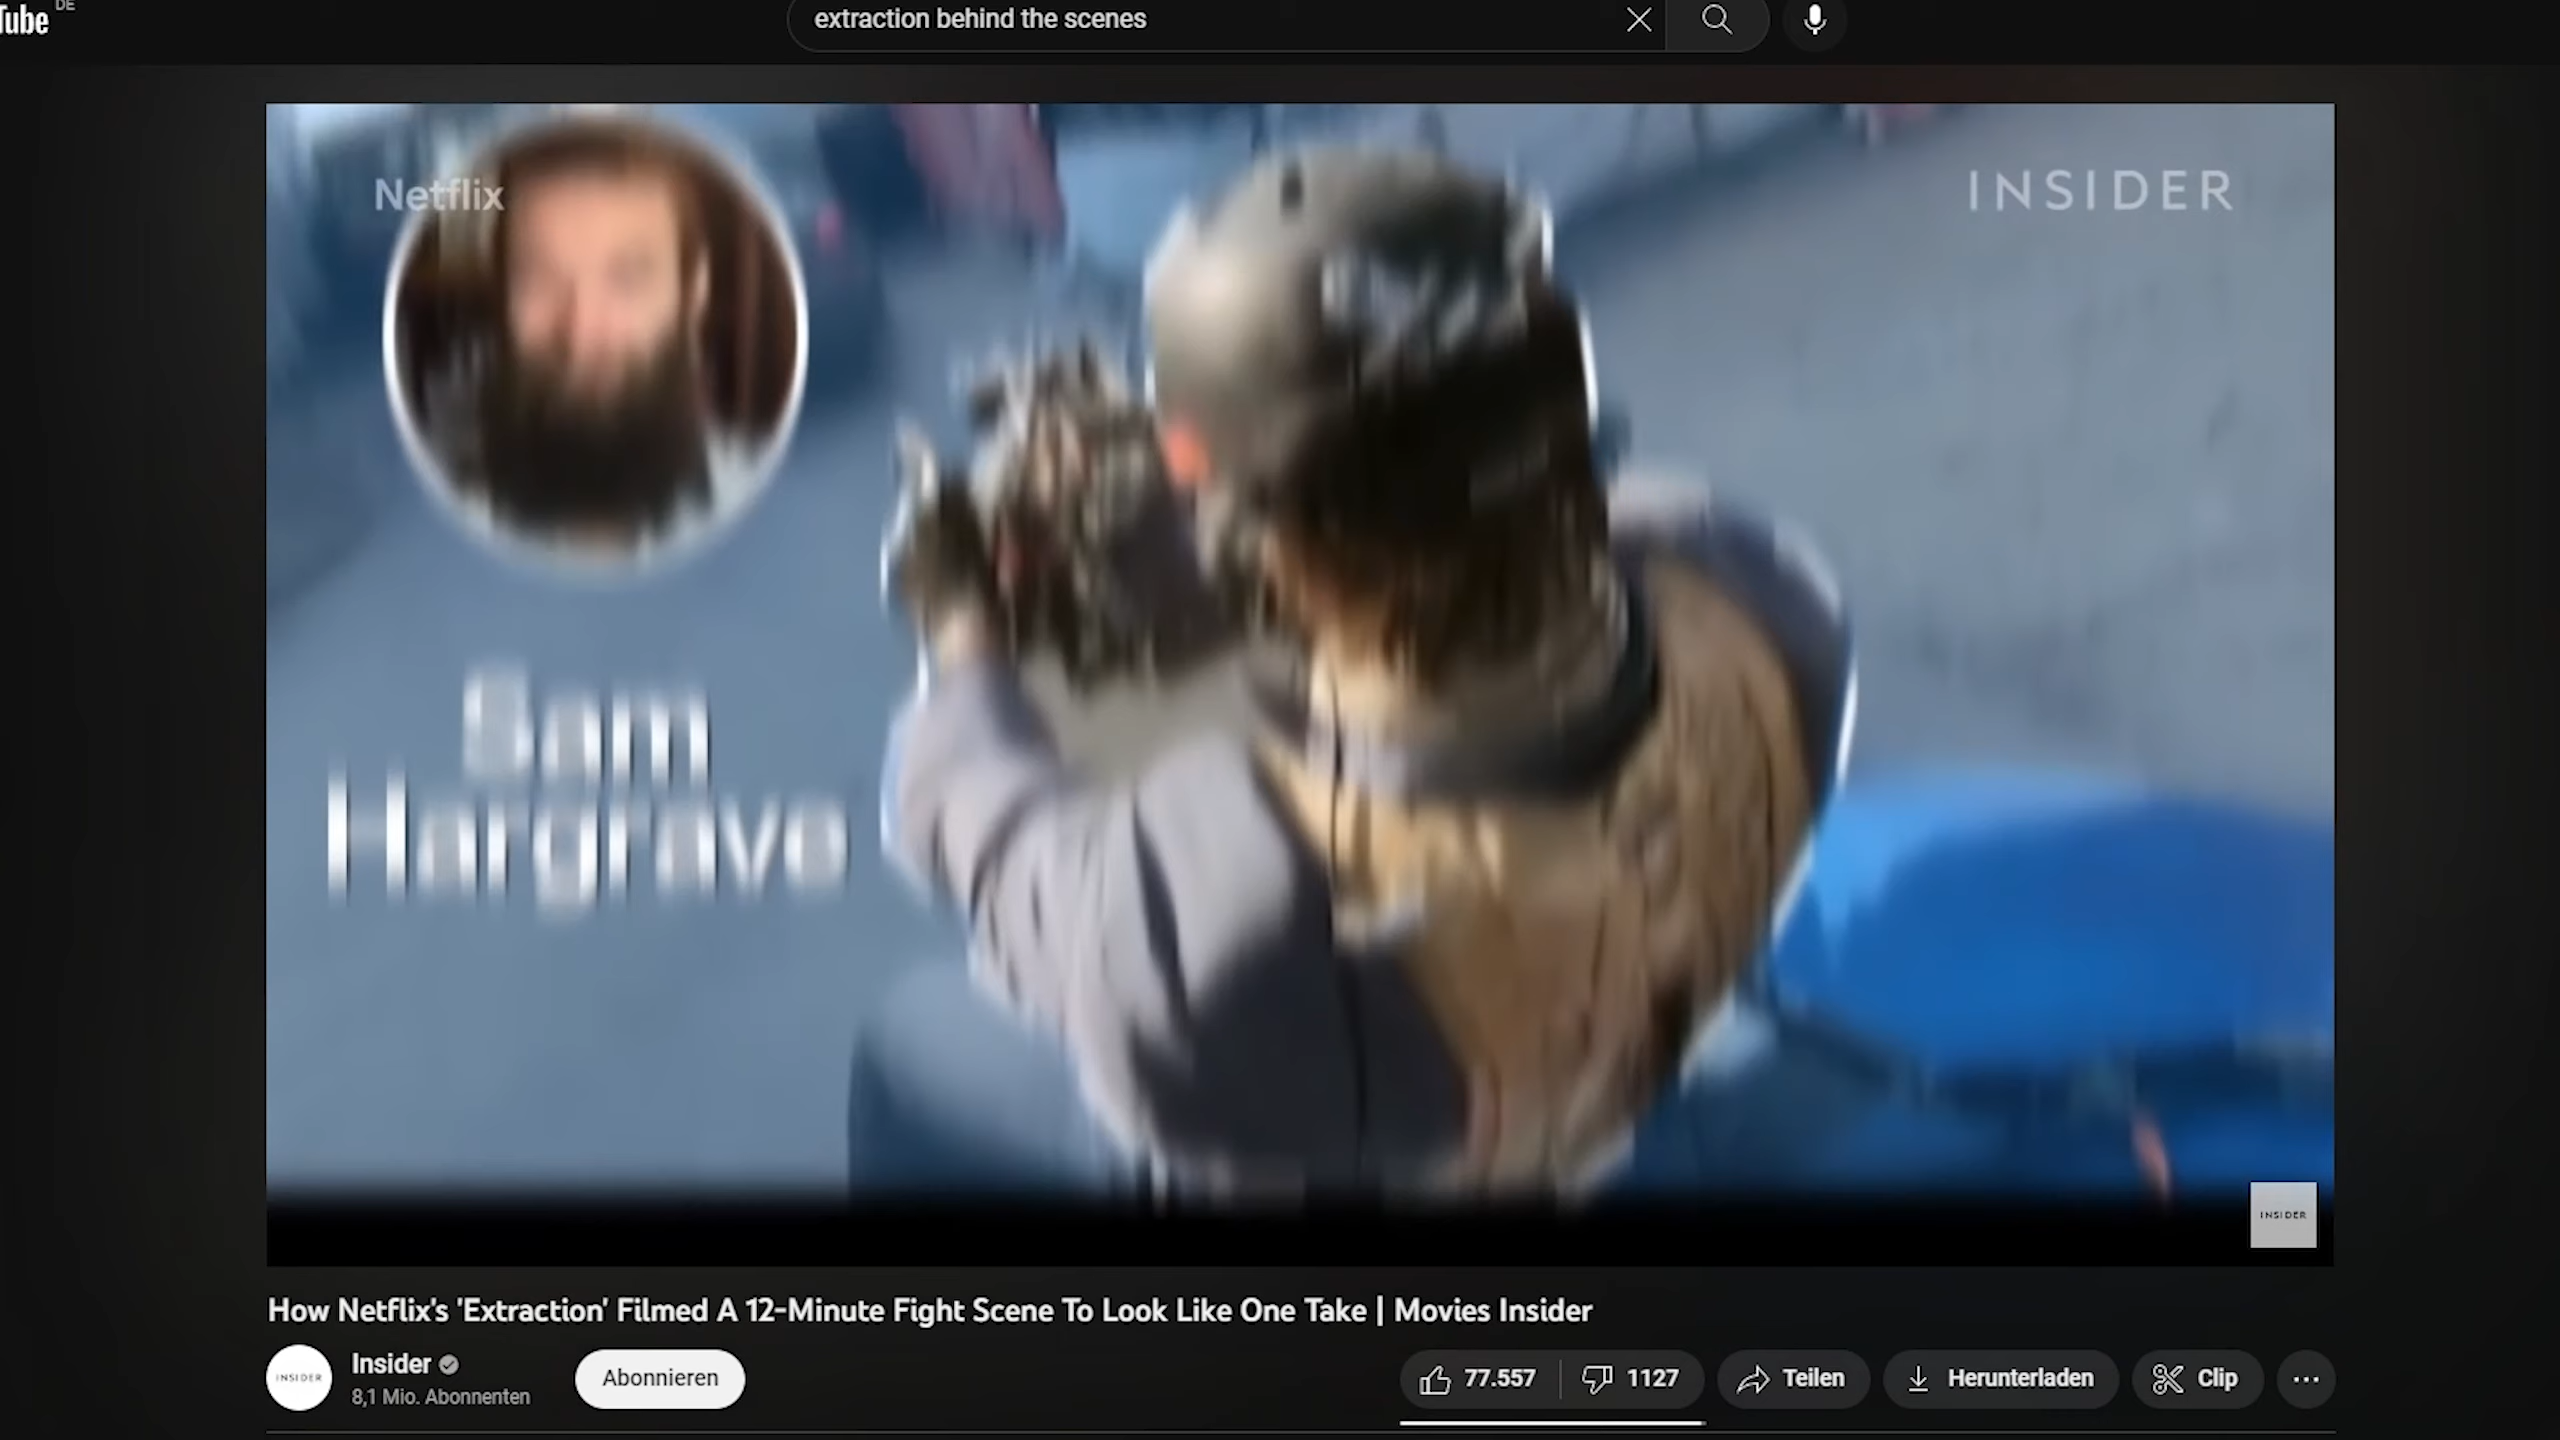 Tube DE
extraction behind the scenes
Netflix
INSIDER
Sam
Hargrave
INSIDER
How Netflix's 'Extraction' Filmed A 12-Minute Fight Scene To Look Like One Take | Movies Insider
INSIDER
Insider
8,1 Mio. Abonnenten
Abonnieren
77.557
1127
Teilen
Herunterladen
Clip